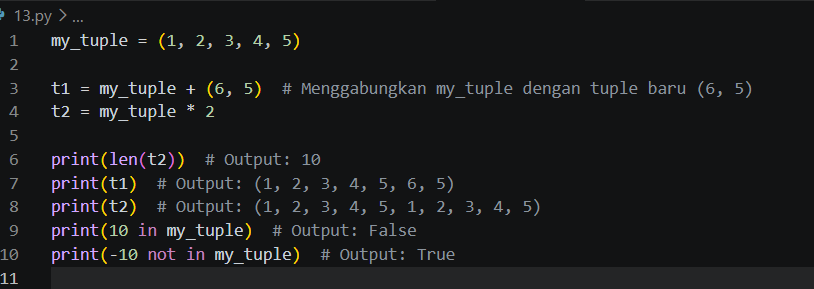 13.py > ...
1 my_tuple = (1, 2, 3, 4, 5)
2
3 t1 = my_tuple + (6, 5)  # Menggabungkan my_tuple dengan tuple baru (6, 5)
4 t2 = my_tuple * 2
5
6 print(len(t2))  # Output: 10
7 print(t1)  # Output: (1, 2, 3, 4, 5, 6, 5)
8 print(t2)  # Output: (1, 2, 3, 4, 5, 1, 2, 3, 4, 5)
9 print(10 in my_tuple)  # Output: False
10 print(-10 not in my_tuple)  # Output: True
11